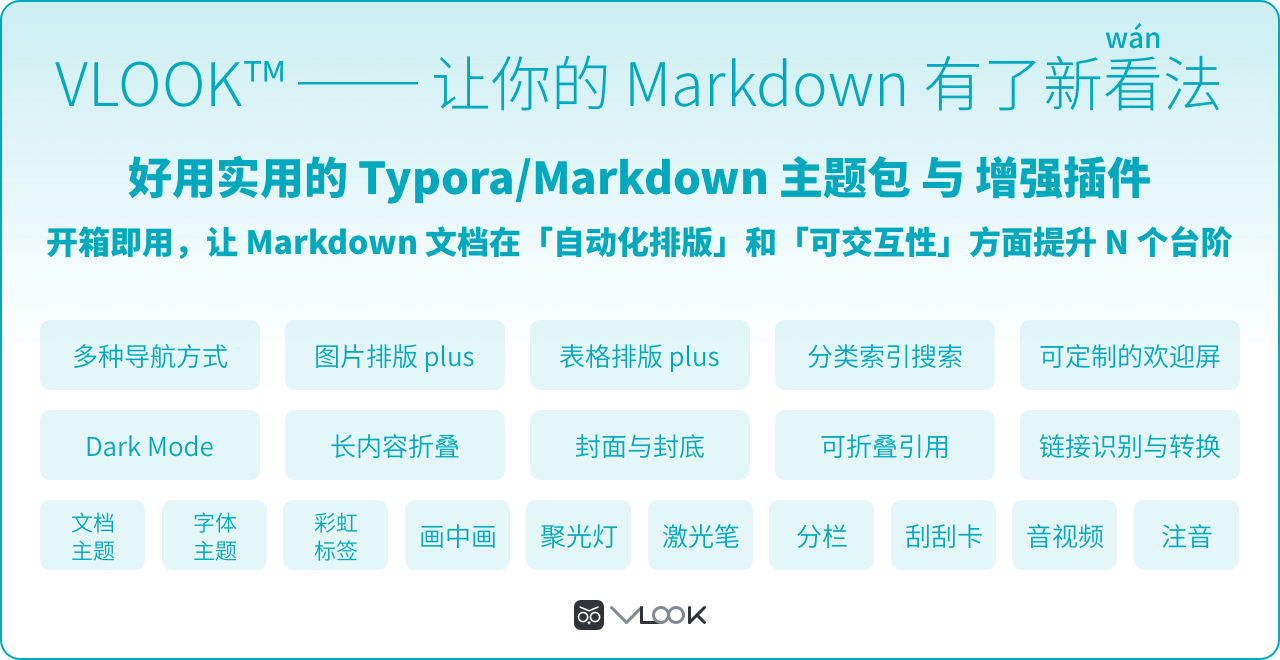 wán
VLOOK™ —— 让你的 Markdown 有了新看法
好用实用的 Typora/Markdown 主题包 与 增强插件
开箱即用，让 Markdown 文档在「自动化排版」和「可交互性」方面提升 N 个台阶
多种导航方式
图片排版 plus
表格排版 plus
分类索引搜索
可定制的欢迎屏
Dark Mode
长内容折叠
封面与封底
可折叠引用
链接识别与转换
文档
主题
字体
主题
彩虹
标签
画中画
聚光灯
激光笔
分栏
刮刮卡
音视频
注音
VLOOK